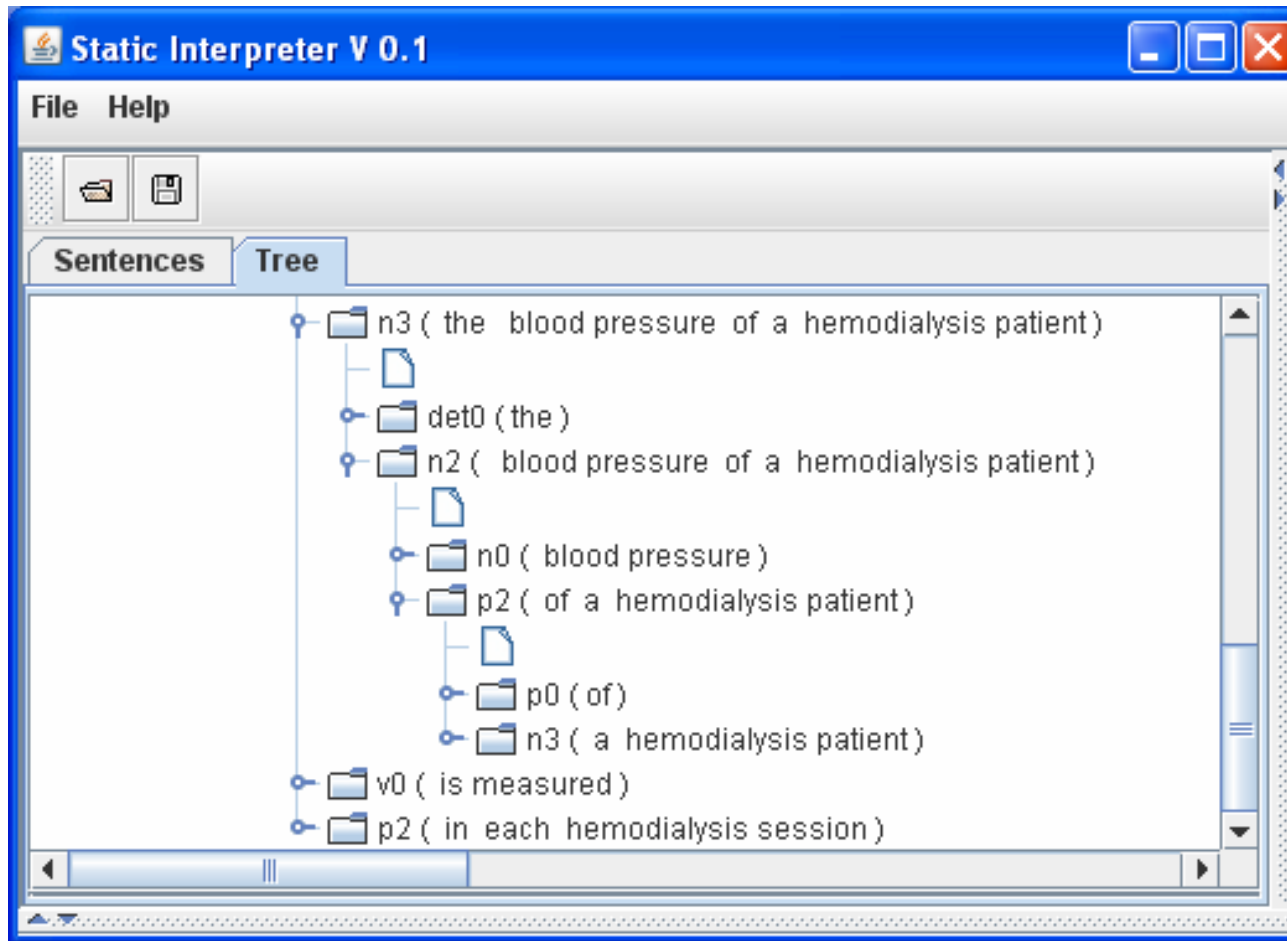 Static Interpreter V 0.1
File Help
Sentences Tree
n3 ( the blood pressure of a hemodialysis patient )
det0 ( the )
n2 ( blood pressure of a hemodialysis patient )
n0 ( blood pressure )
p2 ( of a hemodialysis patient )
p0 ( of )
n3 ( a hemodialysis patient )
v0 ( is measured )
p2 ( in each hemodialysis session )